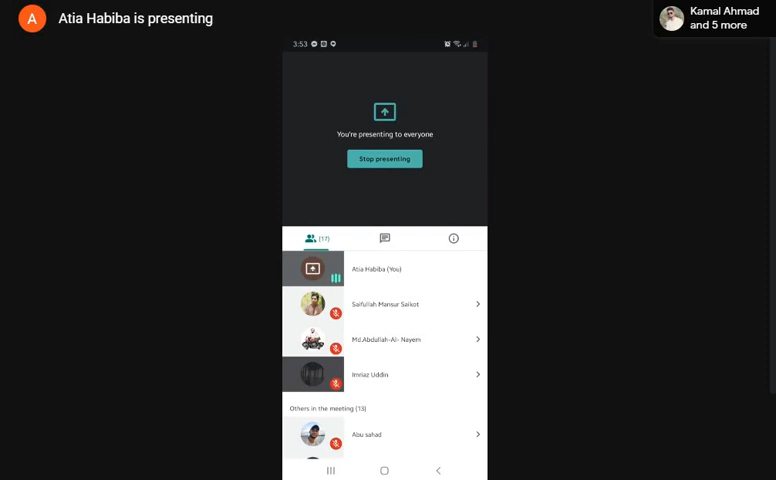 A
Atia Habiba is presenting
Kamal Ahmad
and 5 more
3:53
You're presenting to everyone
Stop presenting
(17)
Atia Habiba (You)
Saifullah Mansur Saikot
Md.Abdullah-Al- Nayem
Imriaz Uddin
Others in the meeting (13)
Abu sahad